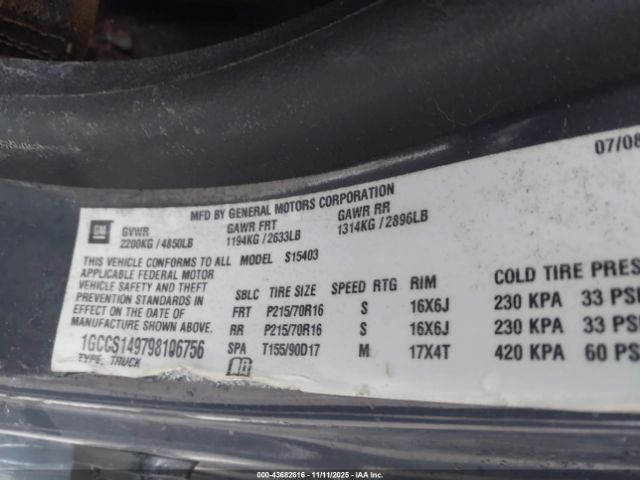 07/08
MFD BY GENERAL MOTORS CORPORATION
GM
GVWR GAWR FRT GAWR RR
2200KG / 4850LB 1194KG / 2633LB 1314KG / 2896LB
THIS VEHICLE CONFORMS TO ALL MODEL S15403
APPLICABLE FEDERAL MOTOR
VEHICLE SAFETY AND THEFT
PREVENTION STANDARDS IN
EFFECT ON THE DATE OF
MANUFACTURE SHOWN ABOVE.
1GCCS149798106756
TYPE: TRUCK
SBLC TIRE SIZE SPEED RTG RIM COLD TIRE PRES
FRT P215/70R16 S 16X6J 230 KPA 33 PSI
RR P215/70R16 S 16X6J 230 KPA 33 PS
SPA T155/90D17 M 17X4T 420 KPA 60 PS
00-43682616 - 11/11/2025 - IAA Inc.